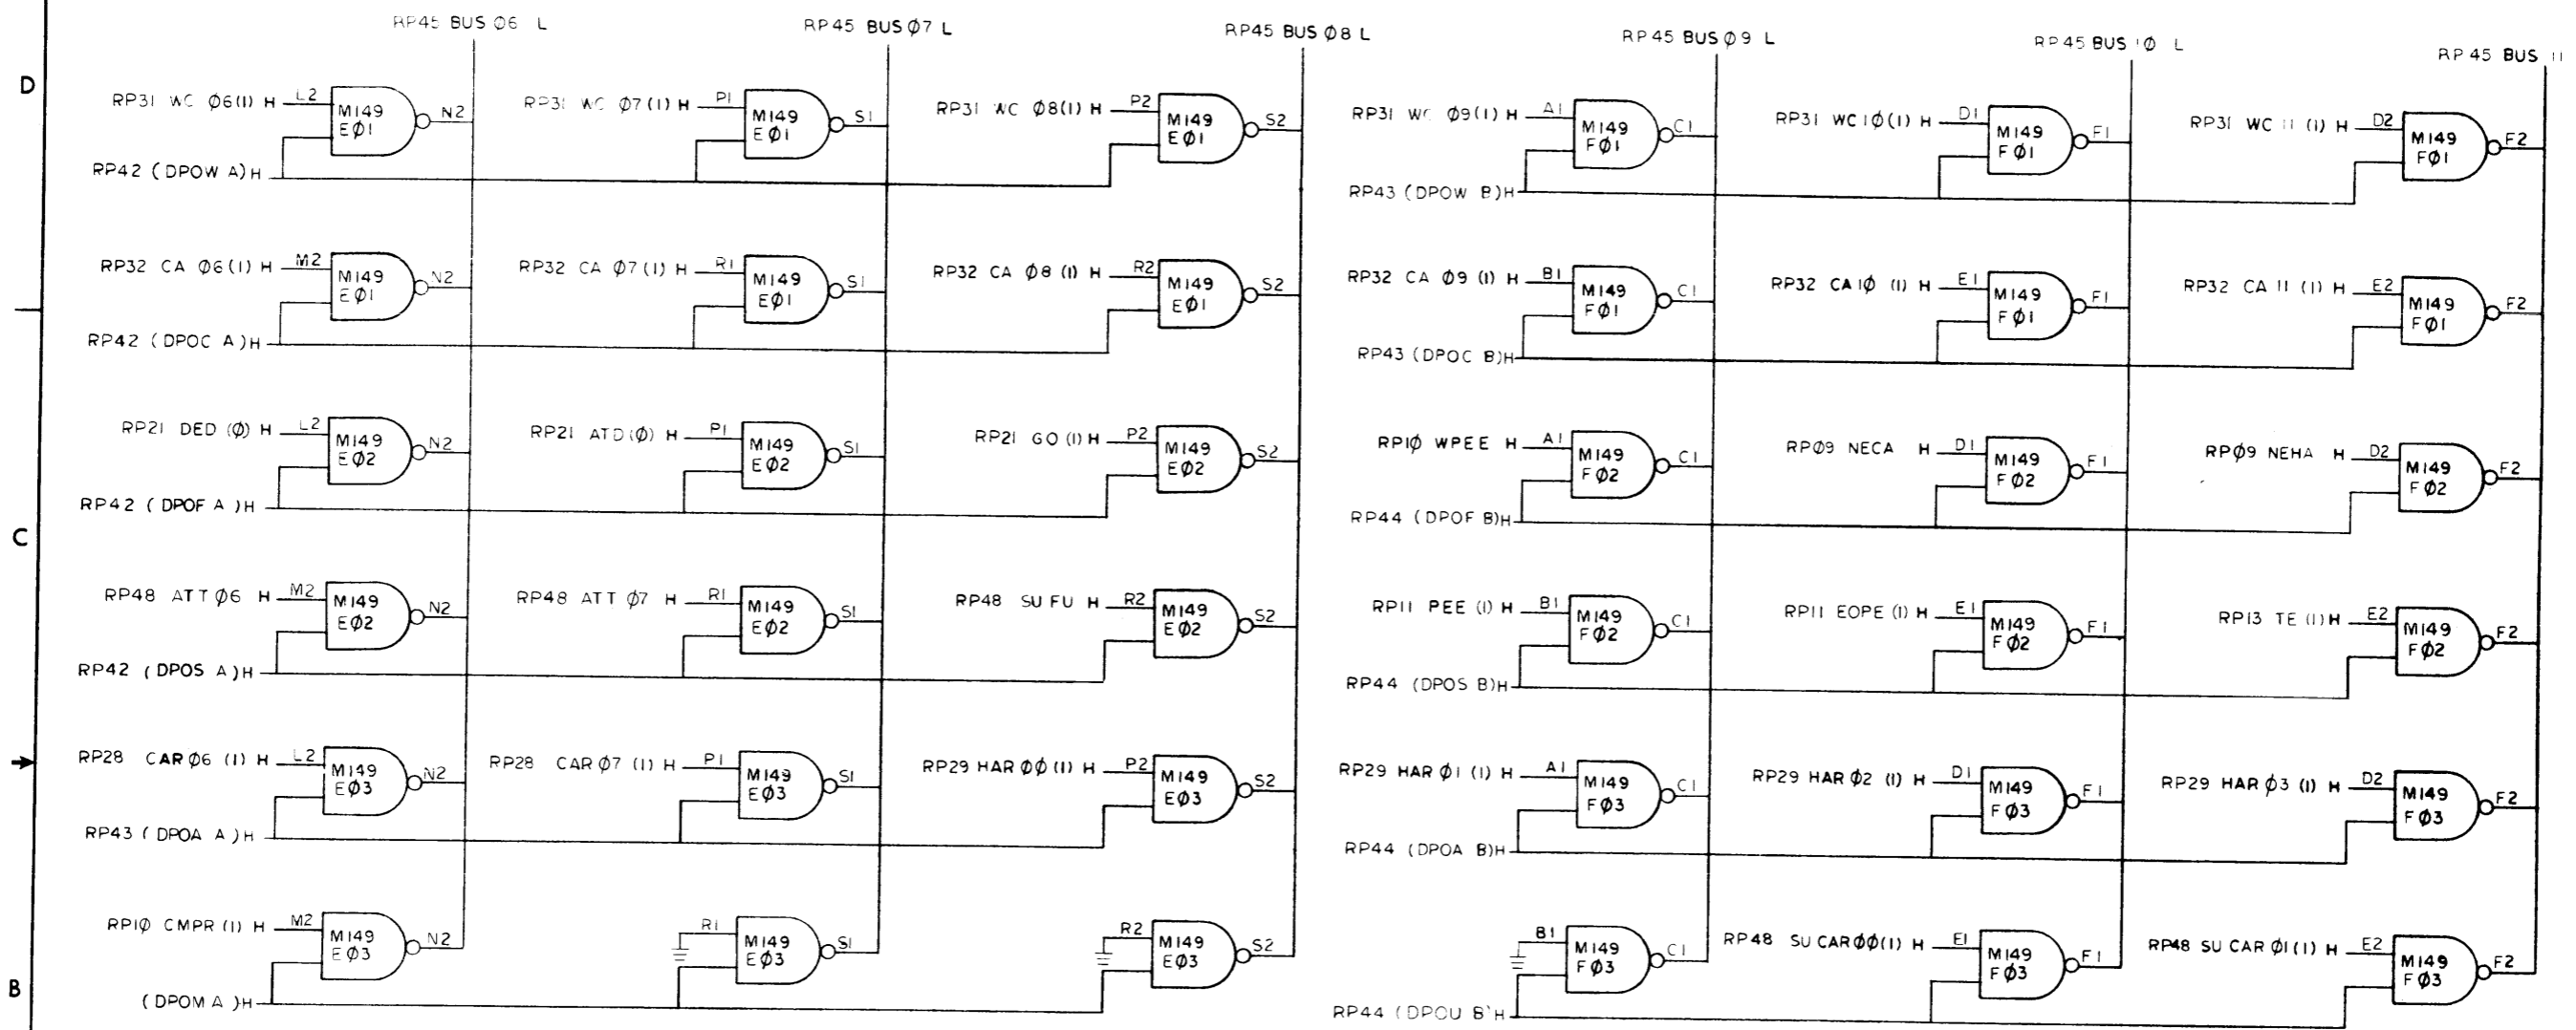 RP45 BUS Ø6 L RP45 BUS Ø7 L RP45 BUS Ø8 L RP45 BUS Ø9 L RP45 BUS 1Ø L RP45 BUS 11
D
RP31 WC Ø6(1) H L2 M149 EØ1 N2 RP31 WC Ø7(1) H P1 M149 EØ1 S1 RP31 WC Ø8(1) H P2 M149 EØ1 S2 RP31 WC Ø9(1) H A1 M149 FØ1 C1 RP31 WC 1Ø(1) H D1 M149 FØ1 F1 RP31 WC 11 (1) H D2 M149 FØ1 F2
RP42 (DPOW A)H RP43 (DPOW B)H
RP32 CA Ø6(1) H M2 M149 EØ1 N2 RP32 CA Ø7(1) H R1 M149 EØ1 S1 RP32 CA Ø8 (1) H R2 M149 EØ1 S2 RP32 CA Ø9 (1) H B1 M149 FØ1 C1 RP32 CA 1Ø (1) H E1 M149 FØ1 F1 RP32 CA 11 (1) H E2 M149 FØ1 F2
RP42 (DPOC A)H RP43 (DPOC B)H
RP21 DED (Ø) H L2 M149 EØ2 N2 RP21 ATD (Ø) H P1 M149 EØ2 S1 RP21 GO (1) H P2 M149 EØ2 S2 RP1Ø WPEE H A1 M149 FØ2 C1 RPØ9 NECA H D1 M149 FØ2 F1 RPØ9 NEHA H D2 M149 FØ2 F2
RP42 (DPOF A)H RP44 (DPOF B)H
C
RP48 ATT Ø6 H M2 M149 EØ2 N2 RP48 ATT Ø7 H R1 M149 EØ2 S1 RP48 SU FU H R2 M149 EØ2 S2 RP11 PEE (1) H B1 M149 FØ2 C1 RP11 EOPE (1) H E1 M149 FØ2 F1 RP13 TE (1) H E2 M149 FØ2 F2
RP42 (DPOS A)H RP44 (DPOS B)H
RP28 CAR Ø6 (1) H L2 M149 EØ3 N2 RP28 CAR Ø7 (1) H P1 M149 EØ3 S1 RP29 HAR ØØ (1) H P2 M149 EØ3 S2 RP29 HAR Ø1 (1) H A1 M149 FØ3 C1 RP29 HAR Ø2 (1) H D1 M149 FØ3 F1 RP29 HAR Ø3 (1) H D2 M149 FØ3 F2
RP43 (DPOA A)H RP44 (DPOA B)H
RP1Ø CMPR (1) H M2 M149 EØ3 N2 R1 M149 EØ3 S1 R2 M149 EØ3 S2 B1 M149 FØ3 C1 RP48 SU CAR ØØ(1) H E1 M149 FØ3 F1 RP48 SU CAR Ø1(1) H E2 M149 FØ3 F2
B
(DPOM A)H RP44 (DPOU B)H